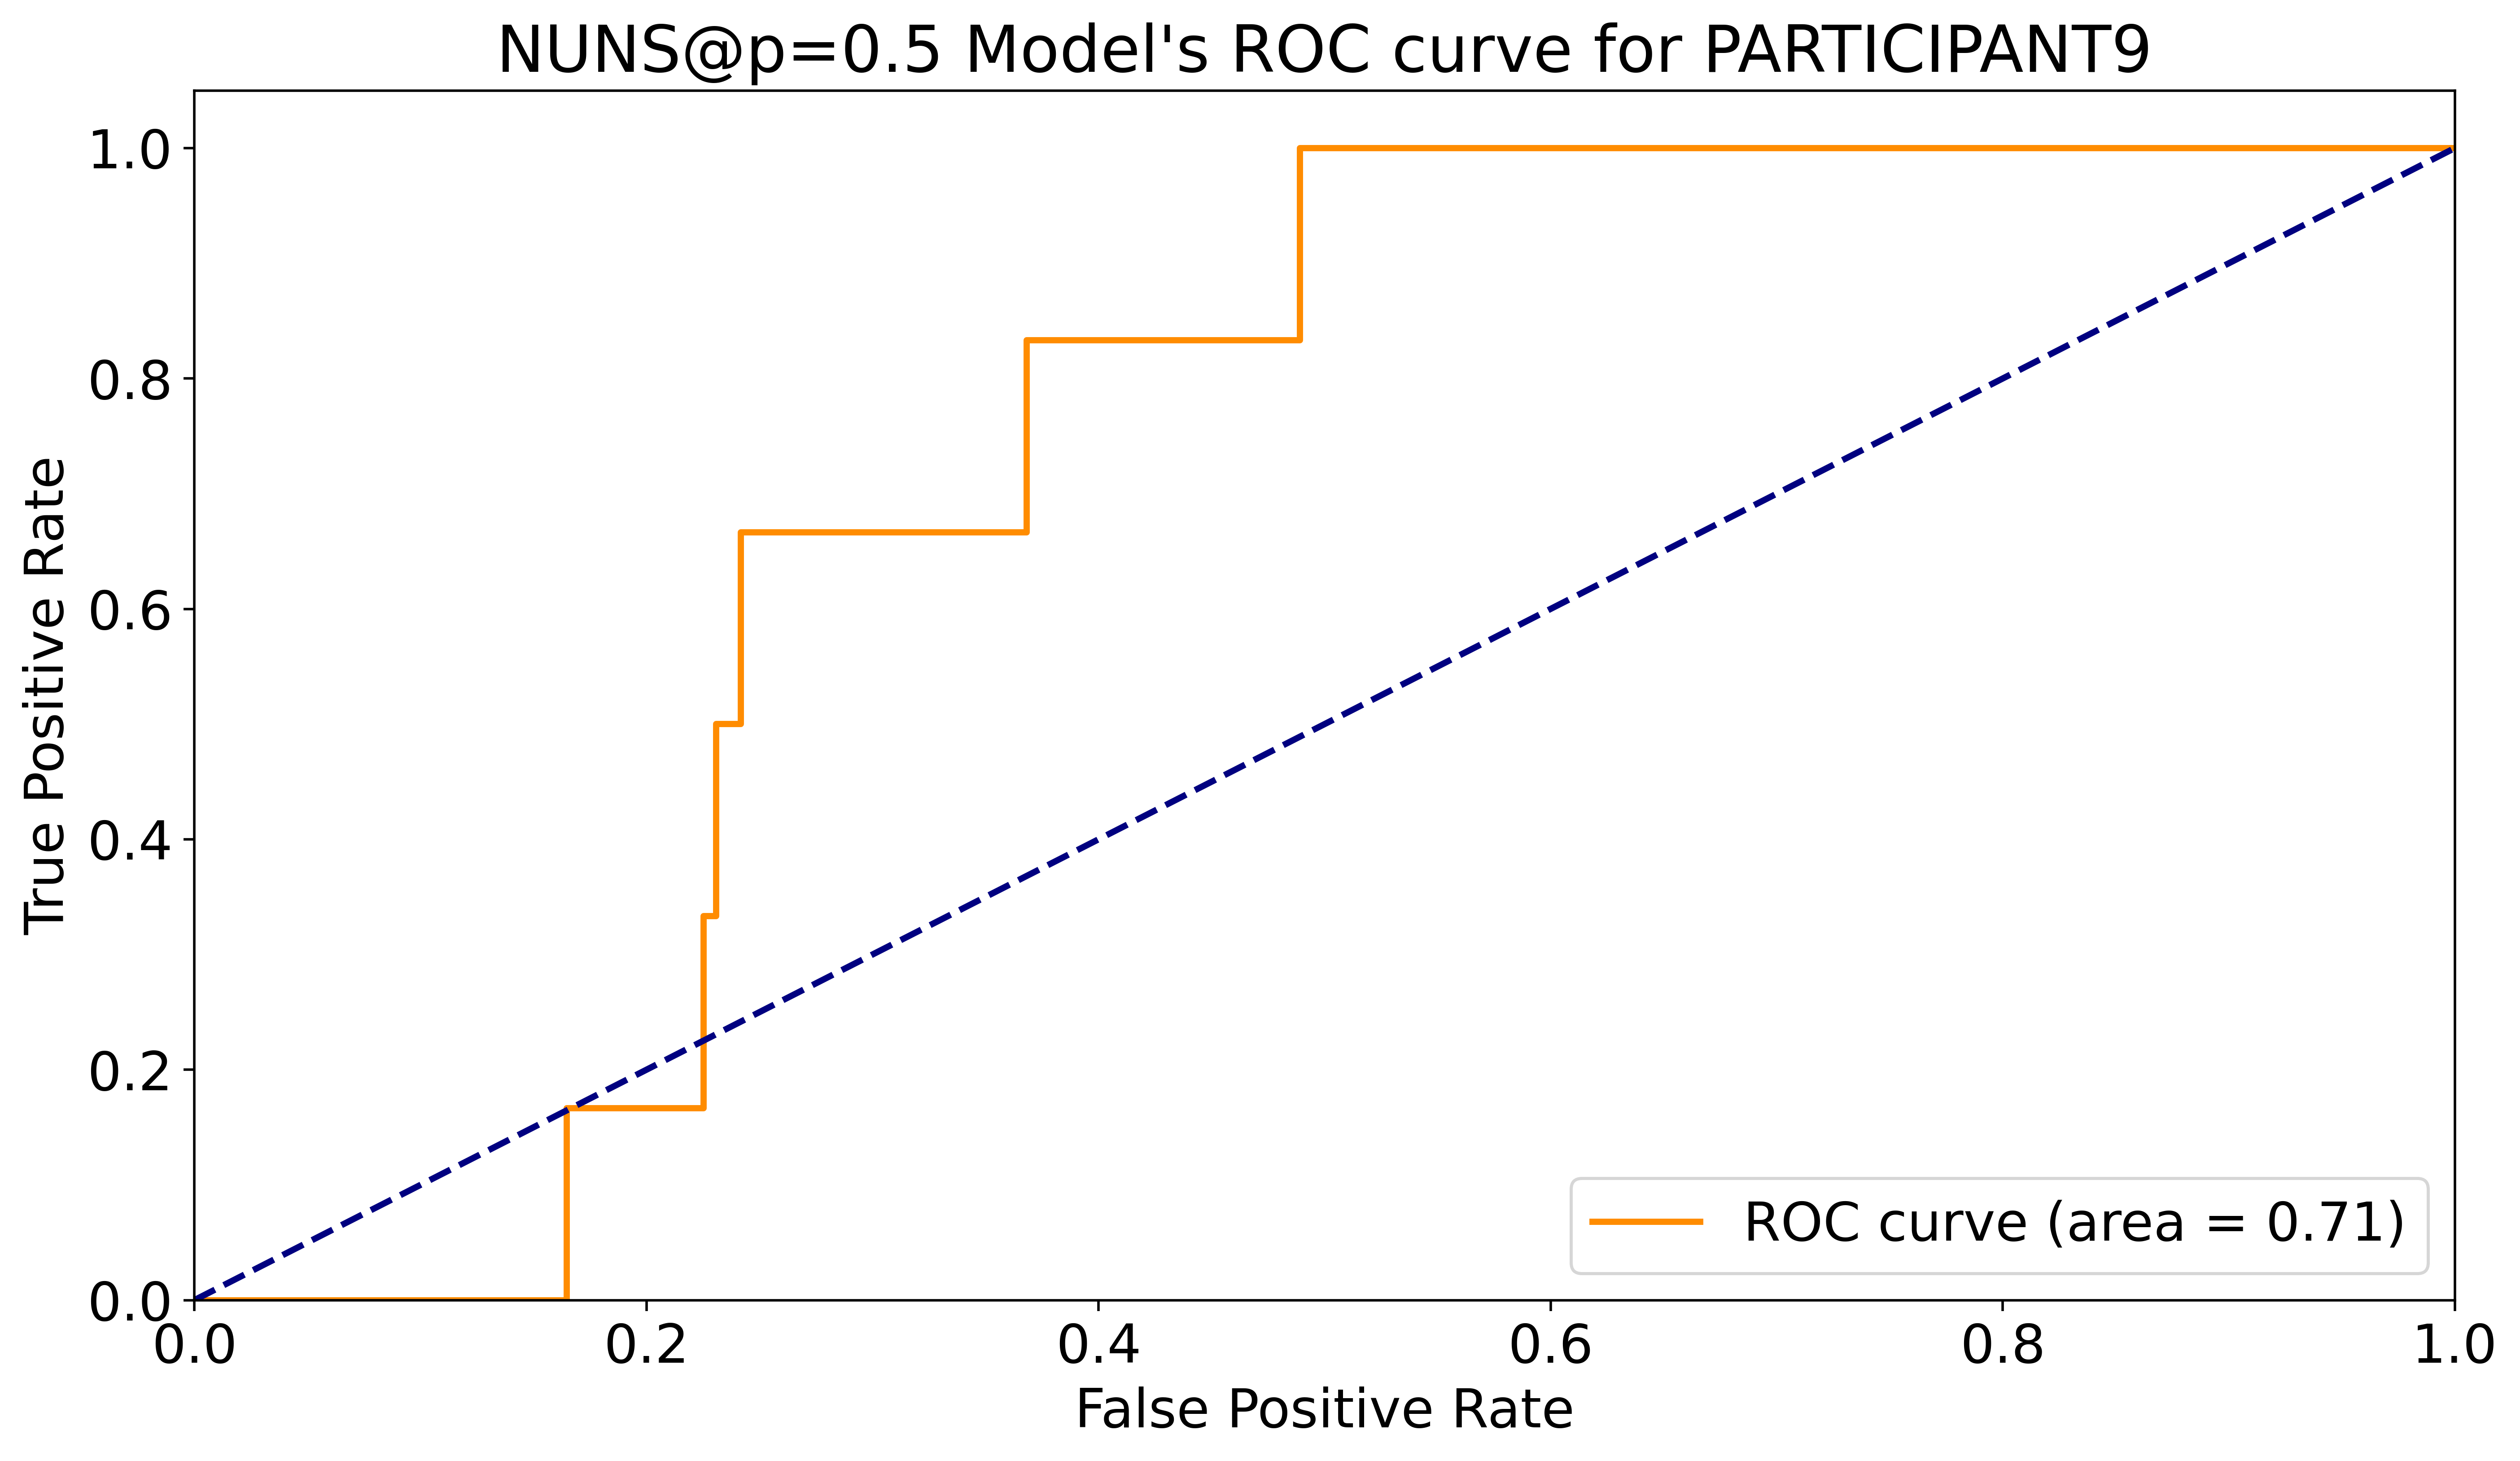 NUNS@p=0.5 Model's ROC curve for PARTICIPANT9
True Positive Rate
1.0
0.8
0.6
0.4
0.2
0.0
0.0 0.2 0.4 0.6 0.8 1.0
False Positive Rate
ROC curve (area = 0.71)